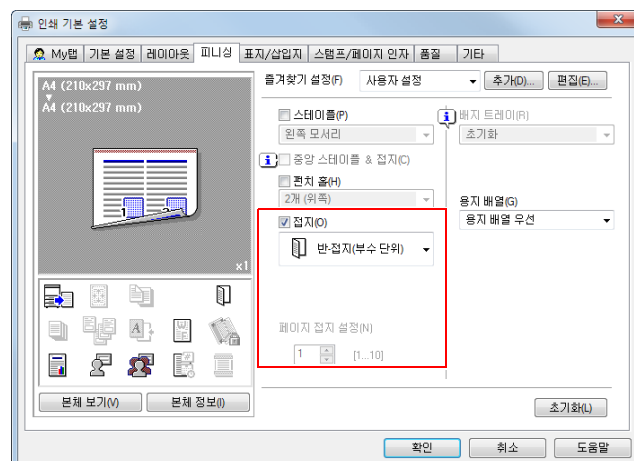 인쇄 기본 설정
My탭 기본 설정 레이아웃 피니싱 표지/삽입지 스탬프/페이지 인자 품질 기타
A4 (210x297 mm)
A4 (210x297 mm)
1 2
x1
본체 보기(V) 본체 정보(I)
즐겨찾기 설정(F) 사용자 설정 추가(D)... 편집(E)...
스테이플(P)
왼쪽 모서리
중앙 스테이플 & 접지(C)
펀치 홀(H)
2개 (위쪽)
접지(O)
반-접지(부수 단위)
페이지 접지 설정(N)
1 [1...10]
배지 트레이(R)
초기화
용지 배열(G)
용지 배열 우선
초기화(L)
확인 취소 도움말